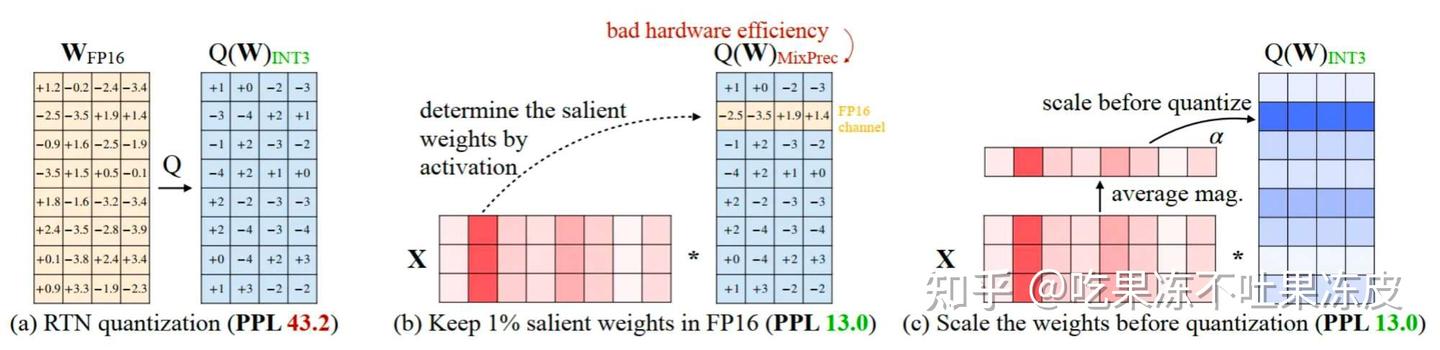 W_FP16
Q(W)_INT3
+1.2 −0.2 −2.4 −3.4
−2.5 −3.5 +1.9 +1.4
−0.9 +1.6 −2.5 −1.9
−3.5 +1.5 +0.5 −0.1
+1.8 −1.6 −3.2 −3.4
+2.4 −3.5 −2.8 −3.9
+0.1 −3.8 +2.4 +3.4
+0.9 +3.3 −1.9 −2.3
Q
+1 +0 −2 −3
−3 −4 +2 +1
−1 +2 −3 −2
−4 +2 +1 +0
+2 −2 −3 −3
+2 −4 −3 −4
+0 −4 +2 +3
+1 +3 −2 −2
(a) RTN quantization (PPL 43.2)
bad hardware efficiency
Q(W)_MixPrec
determine the salient
weights by
activation
+1 +0 −2 −3
−2.5 −3.5 +1.9 +1.4
−1 +2 −3 −2
−4 +2 +1 +0
+2 −2 −3 −3
+2 −4 −3 −4
+0 −4 +2 +3
+1 +3 −2 −2
FP16
channel
X
*
(b) Keep 1% salient weights in FP16 (PPL 13.0)
Q(W)_INT3
scale before quantize
α
average mag.
X
*
知乎 @吃果冻不吐果冻皮
(c) Scale the weights before quantization (PPL 13.0)